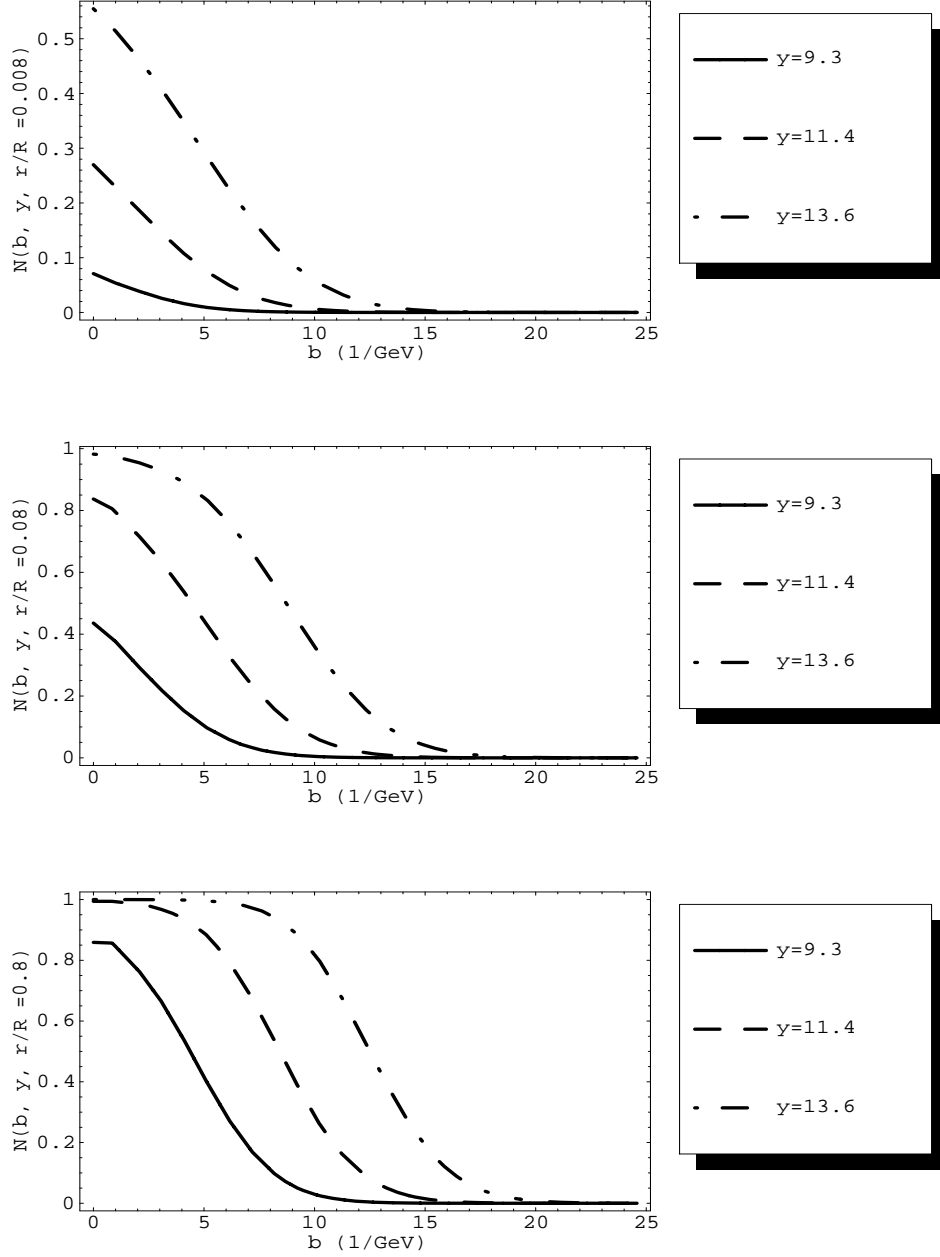 N(b, y, r/R =0.008)
0.5
0.4
0.3
0.2
0.1
0
0 5 10 15 20 25
b (1/GeV)
y=9.3
y=11.4
y=13.6
N(b, y, r/R =0.08)
1
0.8
0.6
0.4
0.2
0
0 5 10 15 20 25
b (1/GeV)
y=9.3
y=11.4
y=13.6
N(b, y, r/R =0.8)
1
0.8
0.6
0.4
0.2
0
0 5 10 15 20 25
b (1/GeV)
y=9.3
y=11.4
y=13.6